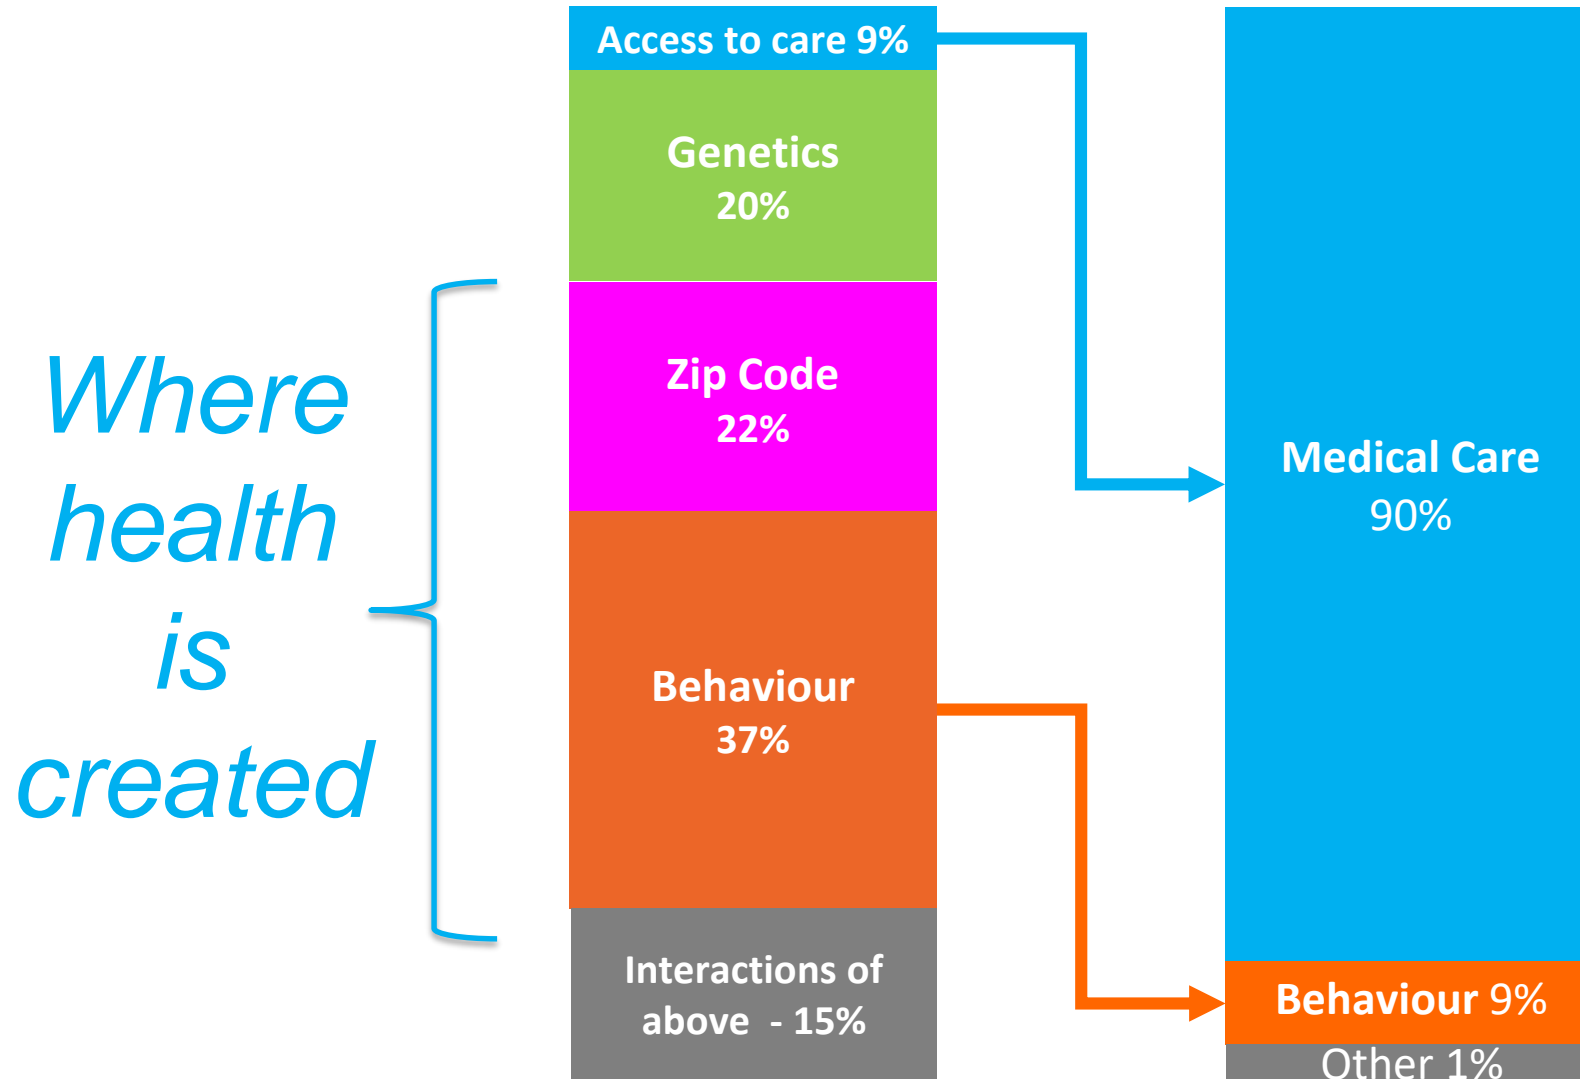 Where
health
is
created
Access to care 9%
Genetics
20%
Zip Code
22%
Behaviour
37%
Interactions of
above - 15%
Medical Care
90%
Behaviour 9%
Other 1%